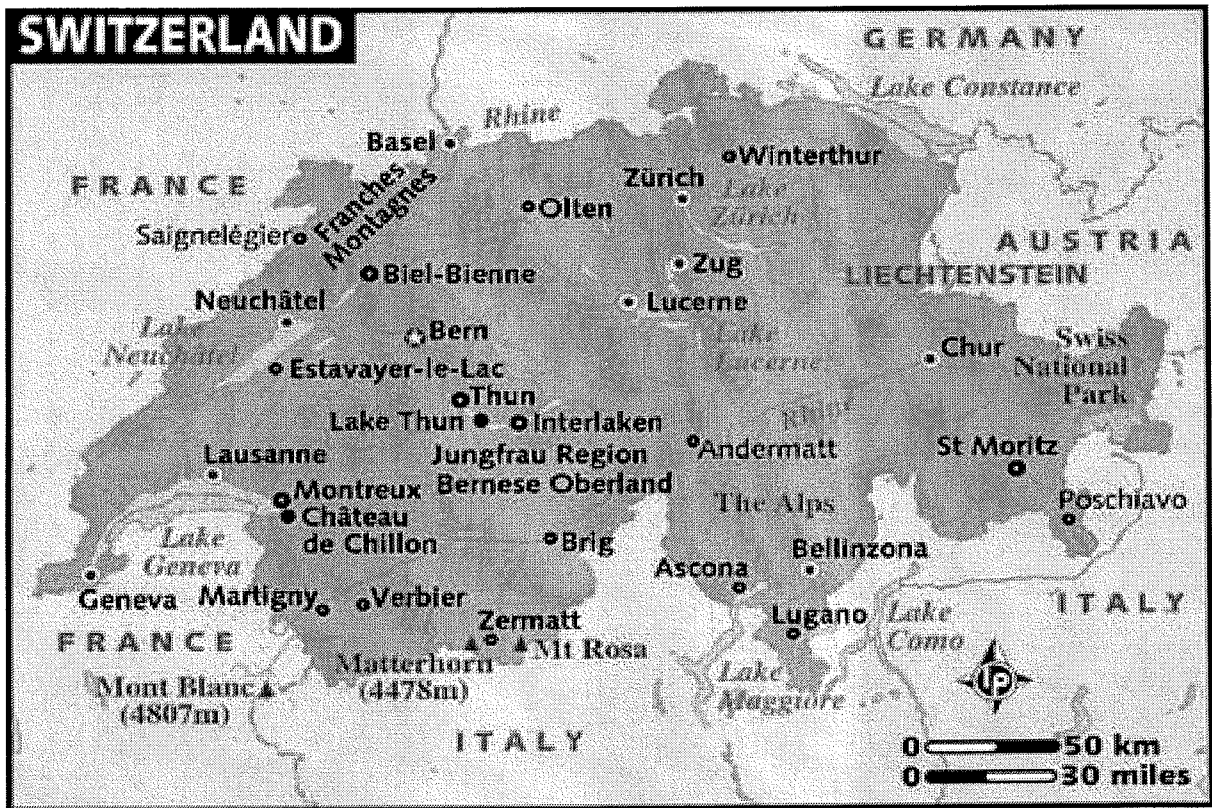 SWITZERLAND
GERMANY
Lake Constance
Rhine
Basel
Winterthur
FRANCE
Franches
Montagnes
Zürich
Lake
Zürich
Olten
Saignelégier
AUSTRIA
Zug
LIECHTENSTEIN
Biel-Bienne
Neuchâtel
Lucerne
Lake
Neuchâtel
Bern
Lake
Lucerne
Chur
Swiss
National
Park
Estavayer-le-Lac
Thun
Rhine
Lake Thun
Interlaken
Andermatt
St Moritz
Lausanne
Jungfrau Region
Bernese Oberland
Montreux
Château
de Chillon
The Alps
Poschiavo
Lake
Geneva
Brig
Bellinzona
Ascona
Geneva
Martigny
Verbier
ITALY
Zermatt
Lugano
Lake
Como
FRANCE
Matterhorn
(4478m)
Mt Rosa
Mont Blanc
(4807m)
Lake
Maggiore
LP
ITALY
0 50 km
0 30 miles